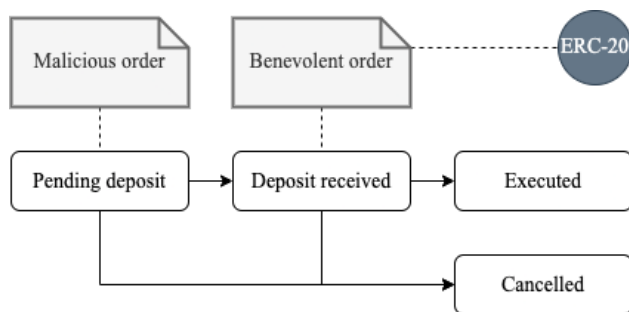 Malicious order
Benevolent order
ERC-20
Pending deposit
Deposit received
Executed
Cancelled